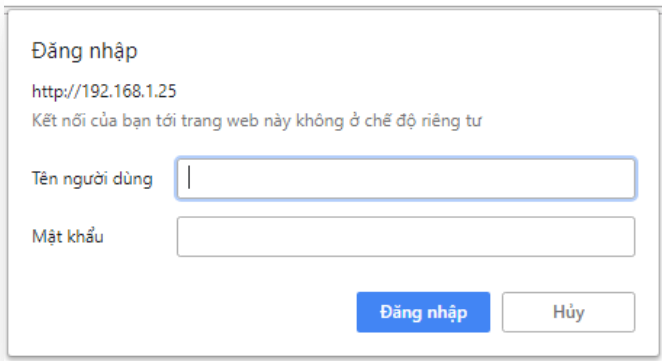 Đăng nhập
http://192.168.1.25
Kết nối của bạn tới trang web này không ở chế độ riêng tư
Tên người dùng
Mật khẩu
Đăng nhập Hủy